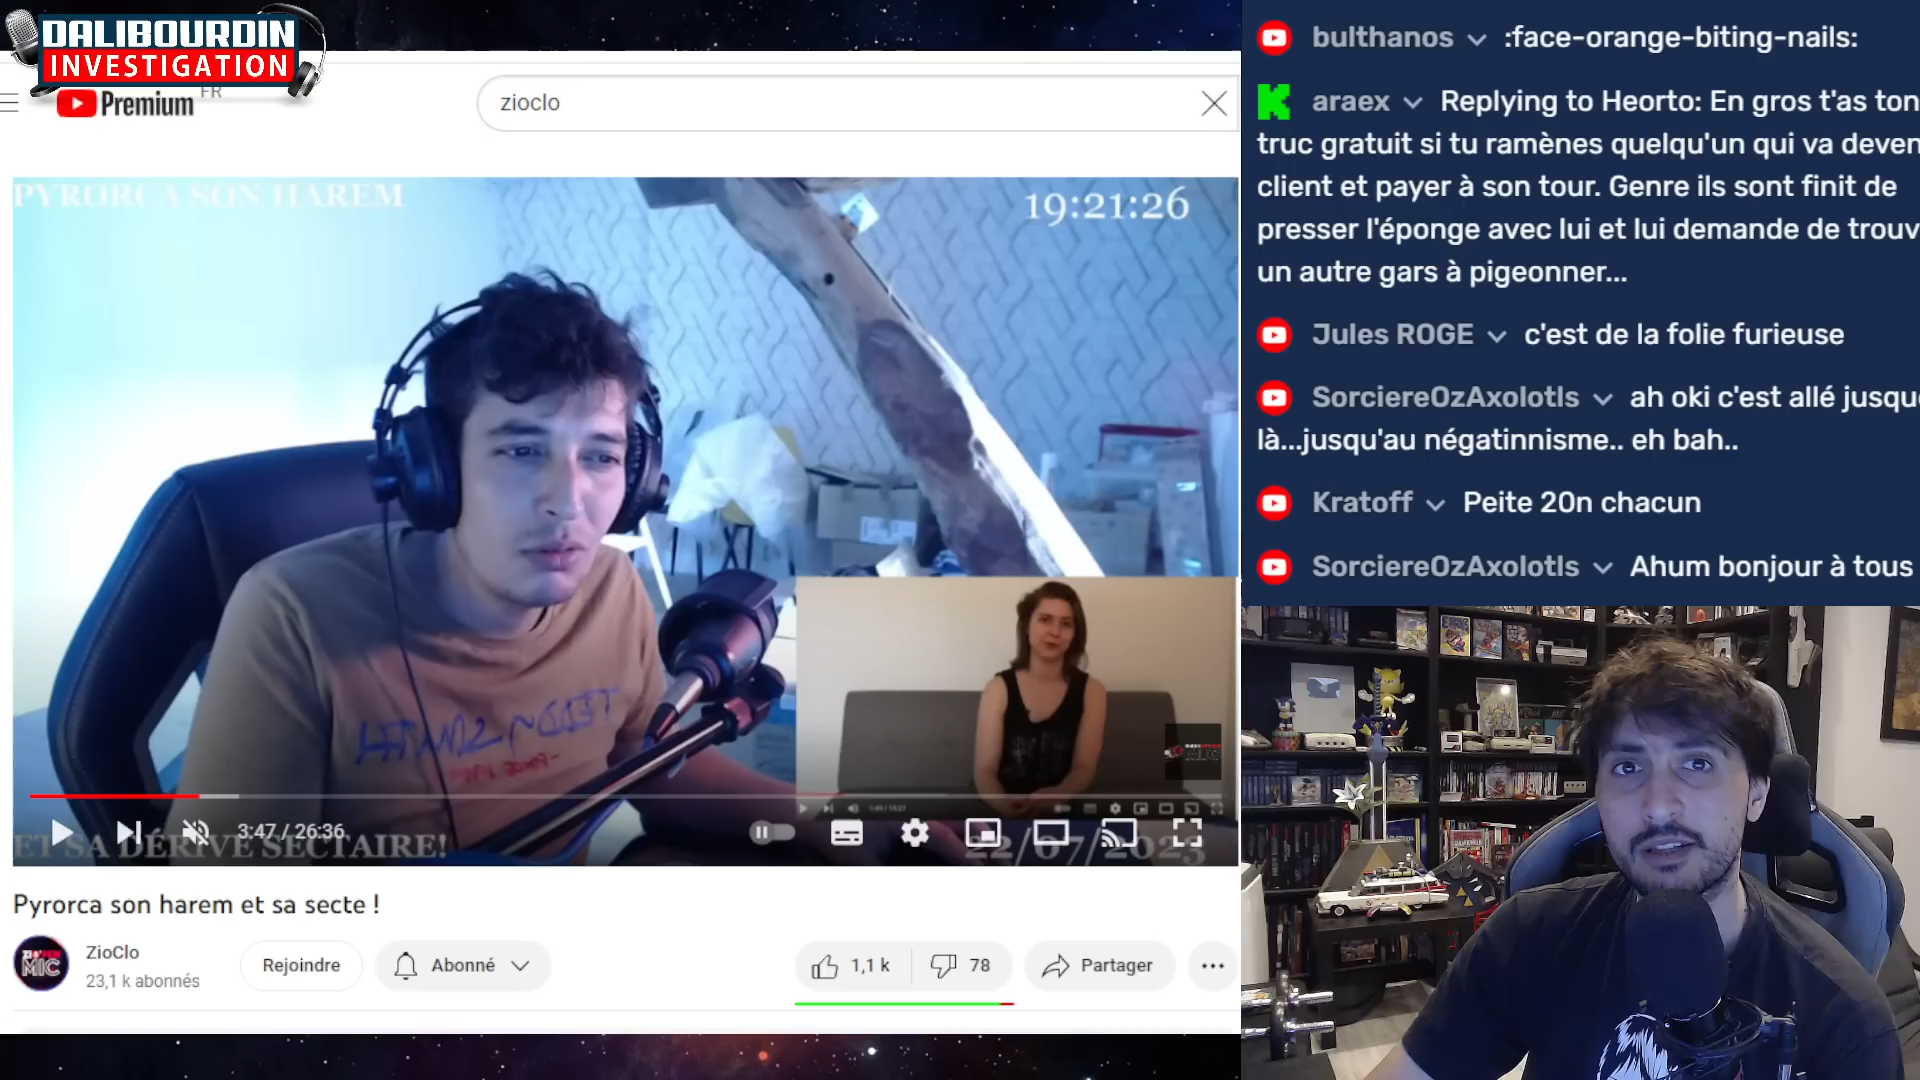 DALIBOURDIN
INVESTIGATION
Premium
FR
zioclo
PYRORCA SON HAREM
19:21:26
3:47 / 26:36
ET SA DÉRIVE SECTAIRE!
22/07/2023
Pyrorca son harem et sa secte !
ZioClo
23,1 k abonnés
MIC
Rejoindre
Abonné
1,1 k
78
Partager
bulthanos :face-orange-biting-nails:
araex Replying to Heorto: En gros t'as ton
truc gratuit si tu ramènes quelqu'un qui va deven
client et payer à son tour. Genre ils sont finit de
presser l'éponge avec lui et lui demande de trouv
un autre gars à pigeonner...
Jules ROGE c'est de la folie furieuse
SorciereOzAxolotls ah oki c'est allé jusqu
là...jusqu'au négatinnisme.. eh bah..
Kratoff Peite 20n chacun
SorciereOzAxolotls Ahum bonjour à tous